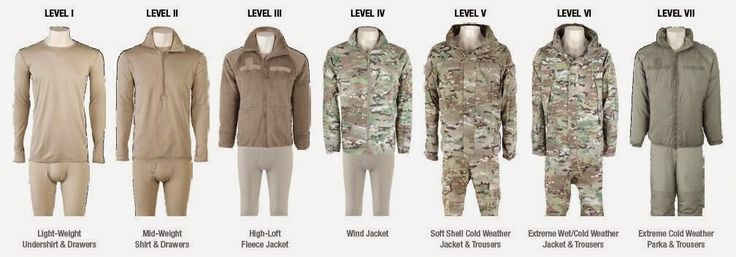 LEVEL I
LEVEL II
LEVEL III
LEVEL IV
LEVEL V
LEVEL VI
LEVEL VII
Light-Weight
Undershirt & Drawers
Mid-Weight
Shirt & Drawers
High-Loft
Fleece Jacket
Wind Jacket
Soft Shell Cold Weather
Jacket & Trousers
Extreme Wet/Cold Weather
Jacket & Trousers
Extreme Cold Weather
Parka & Trousers